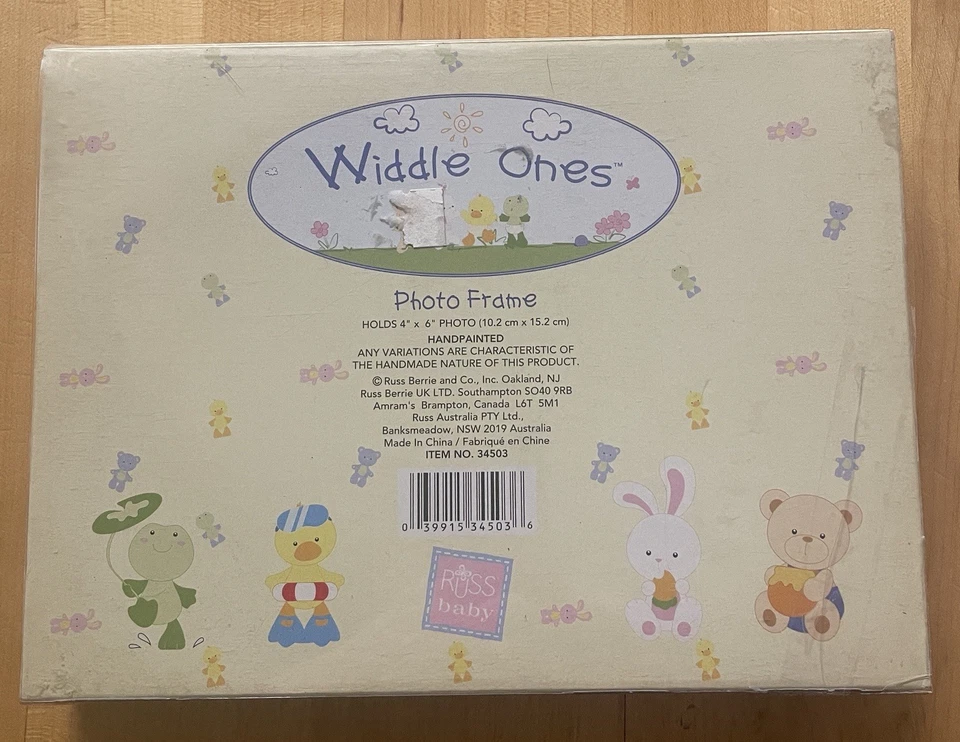 Widdle Ones™
Photo Frame
HOLDS 4" x 6" PHOTO (10.2 cm x 15.2 cm)
HANDPAINTED
ANY VARIATIONS ARE CHARACTERISTIC OF
THE HANDMADE NATURE OF THIS PRODUCT.
© Russ Berrie and Co., Inc. Oakland, NJ
Russ Berrie UK LTD. Southampton SO40 9RB
Amram's Brampton, Canada L6T 5M1
Russ Australia PTY Ltd.,
Banksmeadow, NSW 2019 Australia
Made In China / Fabriqué en Chine
ITEM NO. 34503
0 39915 34503 6
RUSS
baby